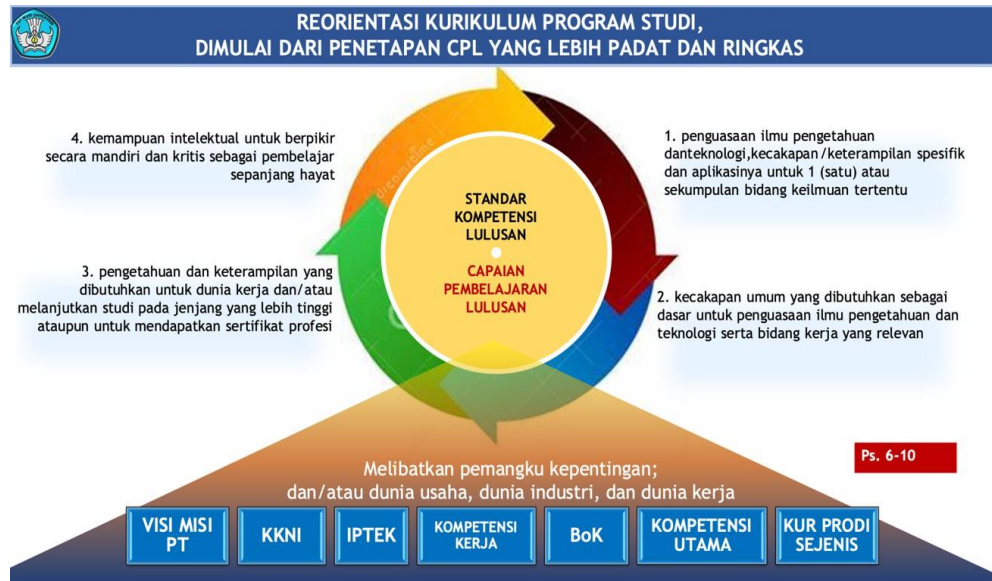 REORIENTASI KURIKULUM PROGRAM STUDI,
DIMULAI DARI PENETAPAN CPL YANG LEBIH PADAT DAN RINGKAS
4. kemampuan intelektual untuk berpikir
secara mandiri dan kritis sebagai pembelajar
sepanjang hayat
1. penguasaan ilmu pengetahuan
danteknologi,kecakapan/keterampilan spesifik
dan aplikasinya untuk 1 (satu) atau
sekumpulan bidang keilmuan tertentu
STANDAR
KOMPETENSI
LULUSAN
CAPAIAN
PEMBELAJARAN
LULUSAN
3. pengetahuan dan keterampilan yang
dibutuhkan untuk dunia kerja dan/atau
melanjutkan studi pada jenjang yang lebih tinggi
ataupun untuk mendapatkan sertifikat profesi
2. kecakapan umum yang dibutuhkan sebagai
dasar untuk penguasaan ilmu pengetahuan dan
teknologi serta bidang kerja yang relevan
Ps. 6-10
Melibatkan pemangku kepentingan;
dan/atau dunia usaha, dunia industri, dan dunia kerja
VISI MISI
PT
KKNI
IPTEK
KOMPETENSI
KERJA
BoK
KOMPETENSI
UTAMA
KUR PRODI
SEJENIS